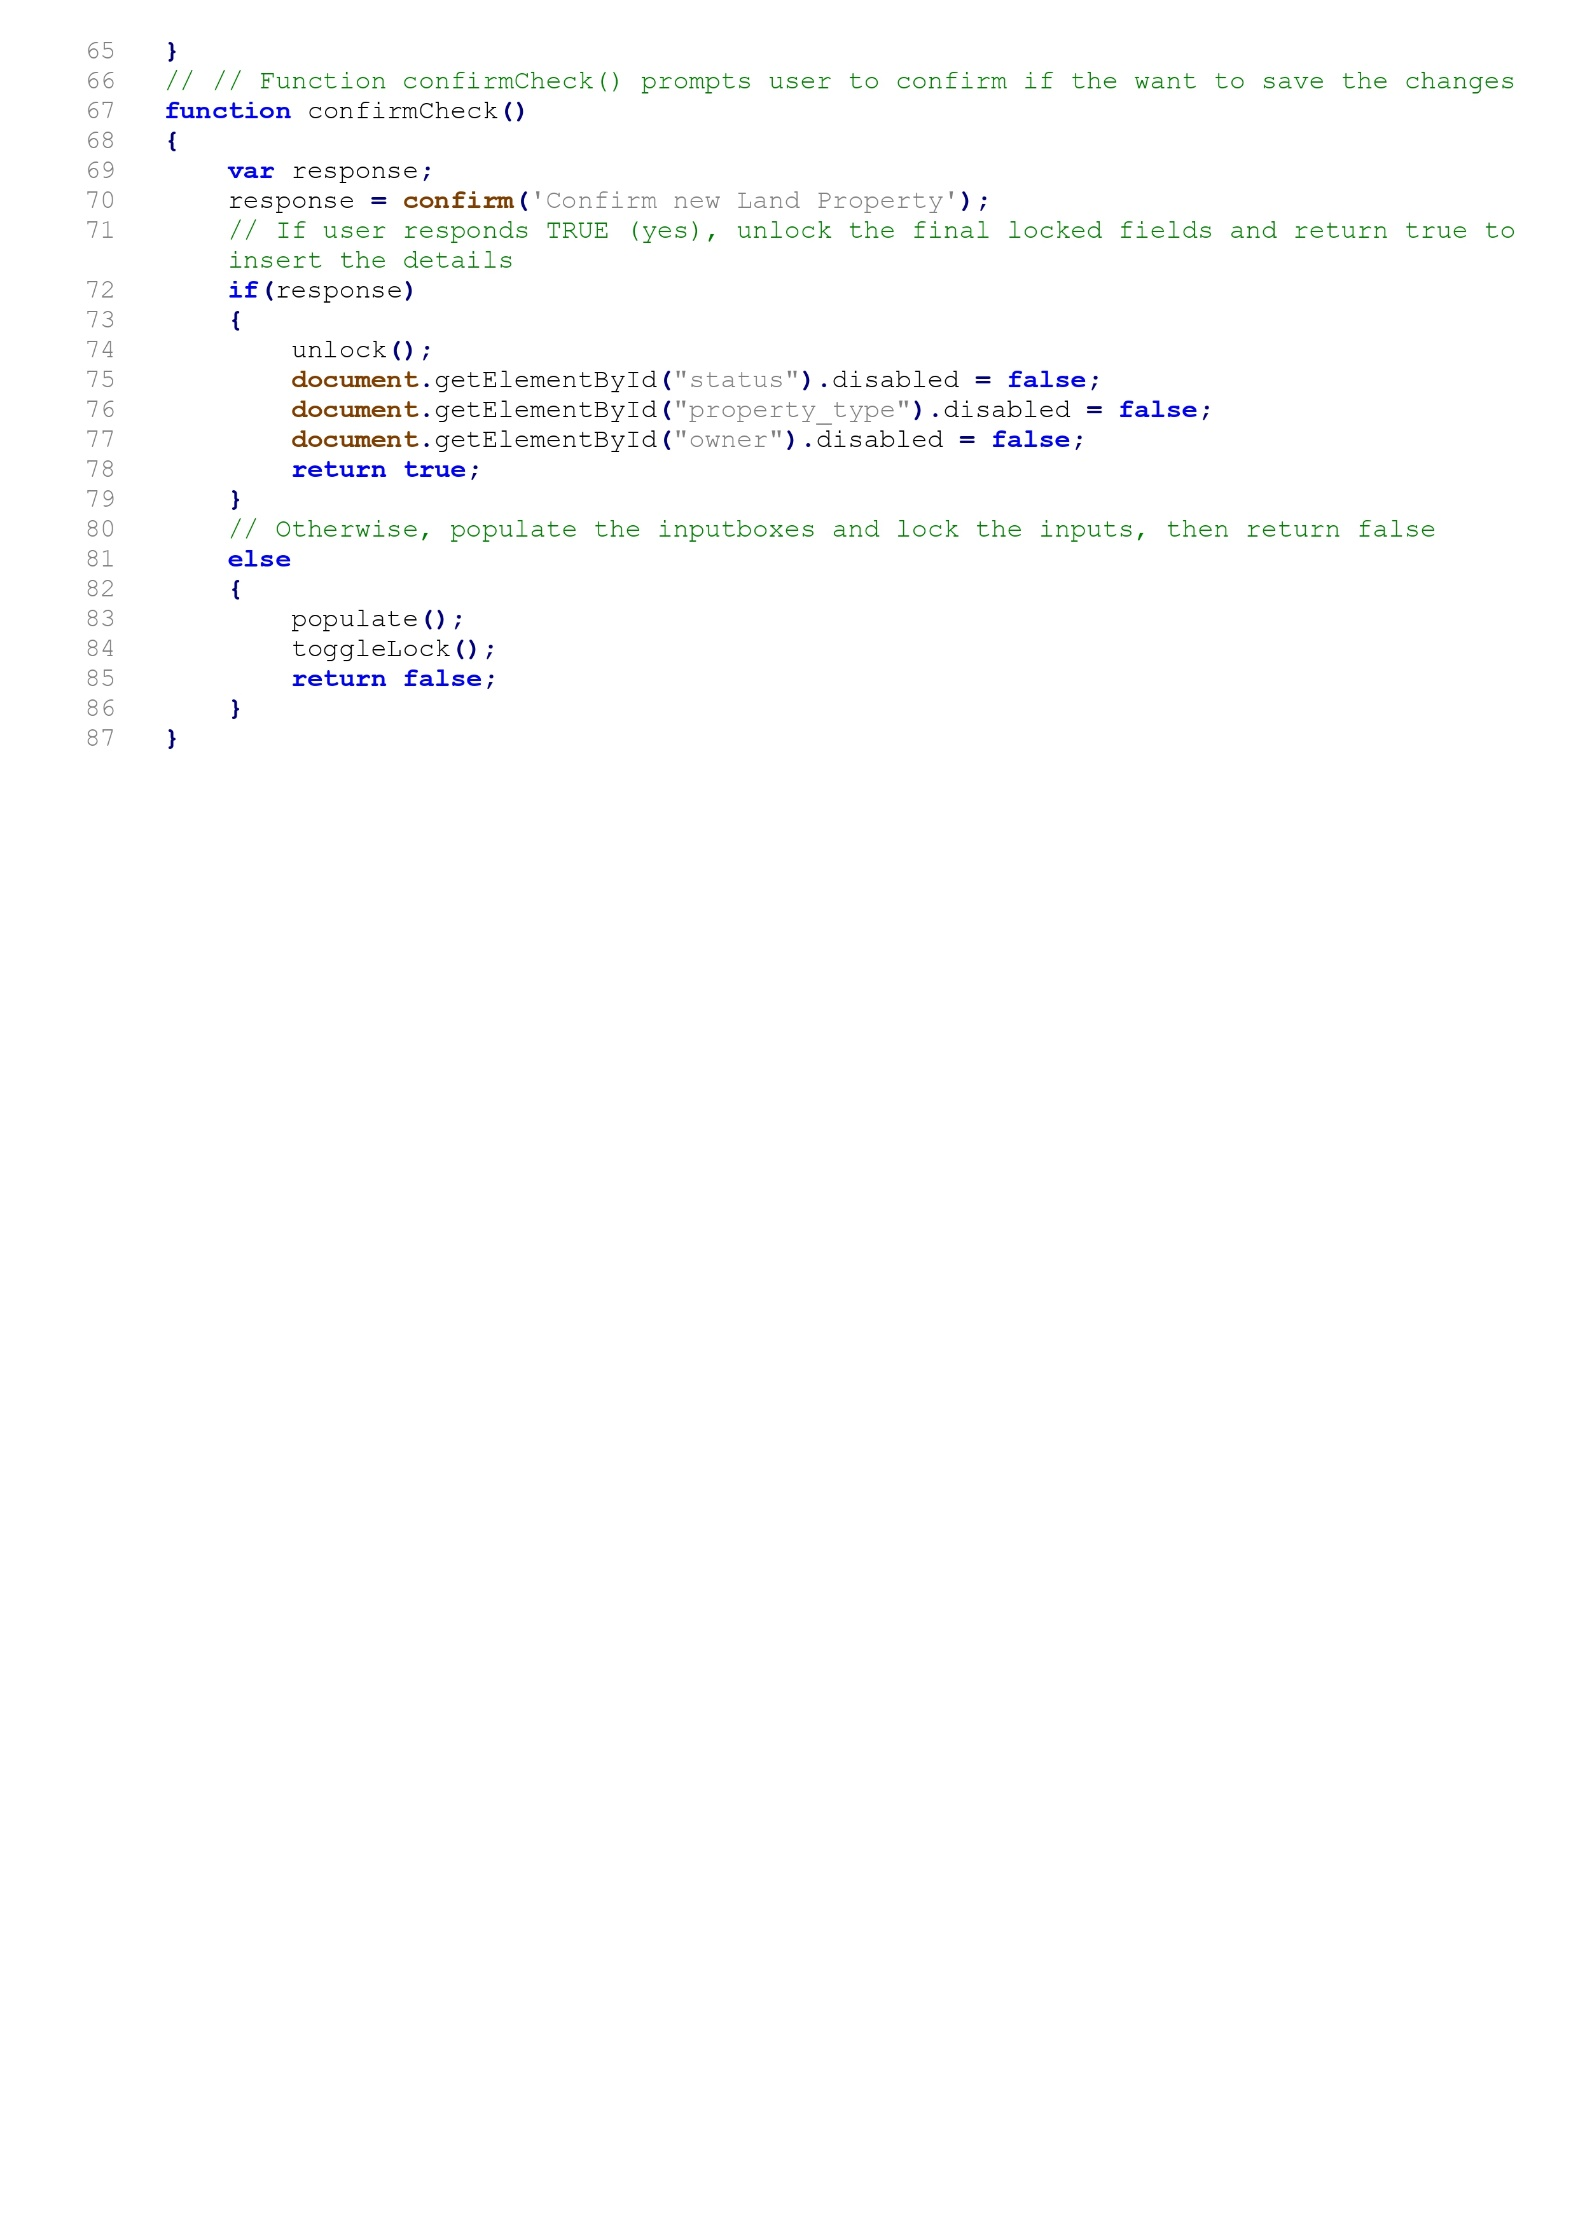 65 }
66 // // Function confirmCheck() prompts user to confirm if the want to save the changes
67 function confirmCheck()
68 {
69 var response;
70 response = confirm('Confirm new Land Property');
71 // If user responds TRUE (yes), unlock the final locked fields and return true to
insert the details
72 if(response)
73 {
74 unlock();
75 document.getElementById("status").disabled = false;
76 document.getElementById("property_type").disabled = false;
77 document.getElementById("owner").disabled = false;
78 return true;
79 }
80 // Otherwise, populate the inputboxes and lock the inputs, then return false
81 else
82 {
83 populate();
84 toggleLock();
85 return false;
86 }
87 }